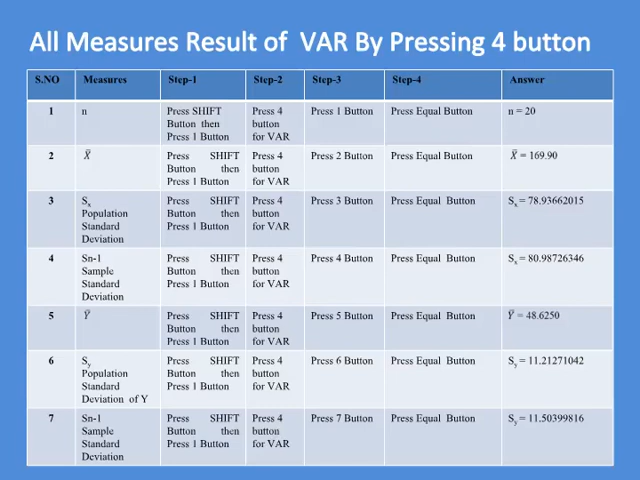 All Measures Result of VAR By Pressing 4 button
S.NO Measures Step-1 Step-2 Step-3 Step-4 Answer
1 n Press SHIFT Button then Press 1 Button Press 4 button for VAR Press 1 Button Press Equal Button n = 20
2 X̄ Press SHIFT Button then Press 1 Button Press 4 button for VAR Press 2 Button Press Equal Button X̄ = 169.90
3 Sx Population Standard Deviation Press SHIFT Button then Press 1 Button Press 4 button for VAR Press 3 Button Press Equal Button Sx = 78.93662015
4 Sn-1 Sample Standard Deviation Press SHIFT Button then Press 1 Button Press 4 button for VAR Press 4 Button Press Equal Button Sx = 80.98726346
5 Ȳ Press SHIFT Button then Press 1 Button Press 4 button for VAR Press 5 Button Press Equal Button Ȳ = 48.6250
6 Sy Population Standard Deviation of Y Press SHIFT Button then Press 1 Button Press 4 button for VAR Press 6 Button Press Equal Button Sy = 11.21271042
7 Sn-1 Sample Standard Deviation Press SHIFT Button then Press 1 Button Press 4 button for VAR Press 7 Button Press Equal Button Sy = 11.50399816